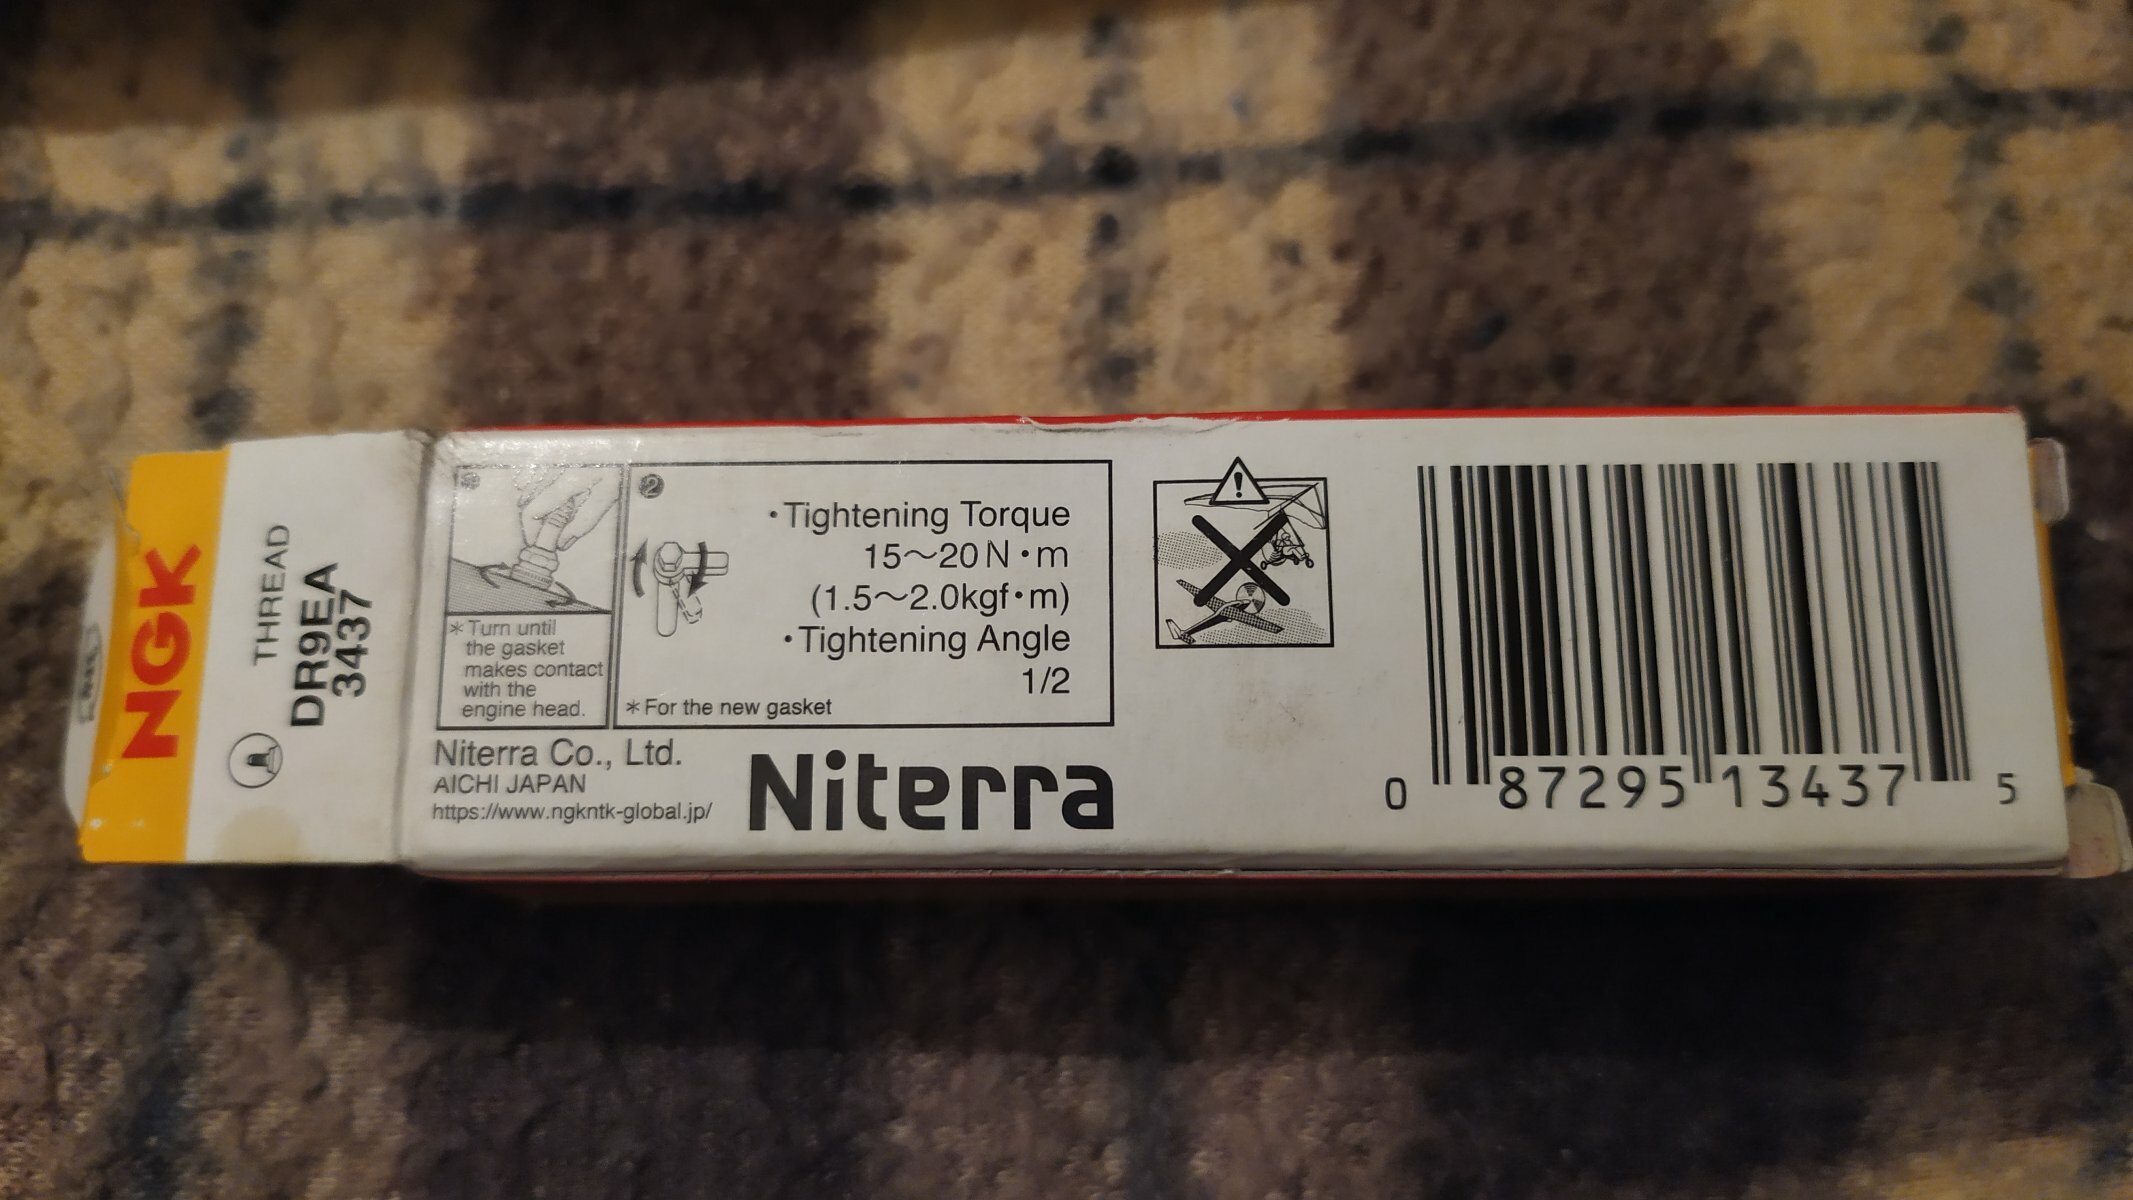 NGK
THREAD
DR9EA
34437
2
* Turn until
the gasket
makes contact
with the
engine head.
・Tightening Torque
15～20N・m
(1.5～2.0kgf・m)
・Tightening Angle
1/2
* For the new gasket
Niterra Co., Ltd.
AICHI JAPAN
https://www.ngkntk-global.jp/
Niterra
0 87295 13437 5